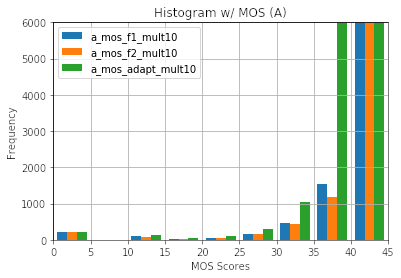 Histogram w/ MOS (A)
a_mos_f1_mult10
a_mos_f2_mult10
a_mos_adapt_mult10
Frequency
6000
5000
4000
3000
2000
1000
0
0 5 10 15 20 25 30 35 40 45
MOS Scores